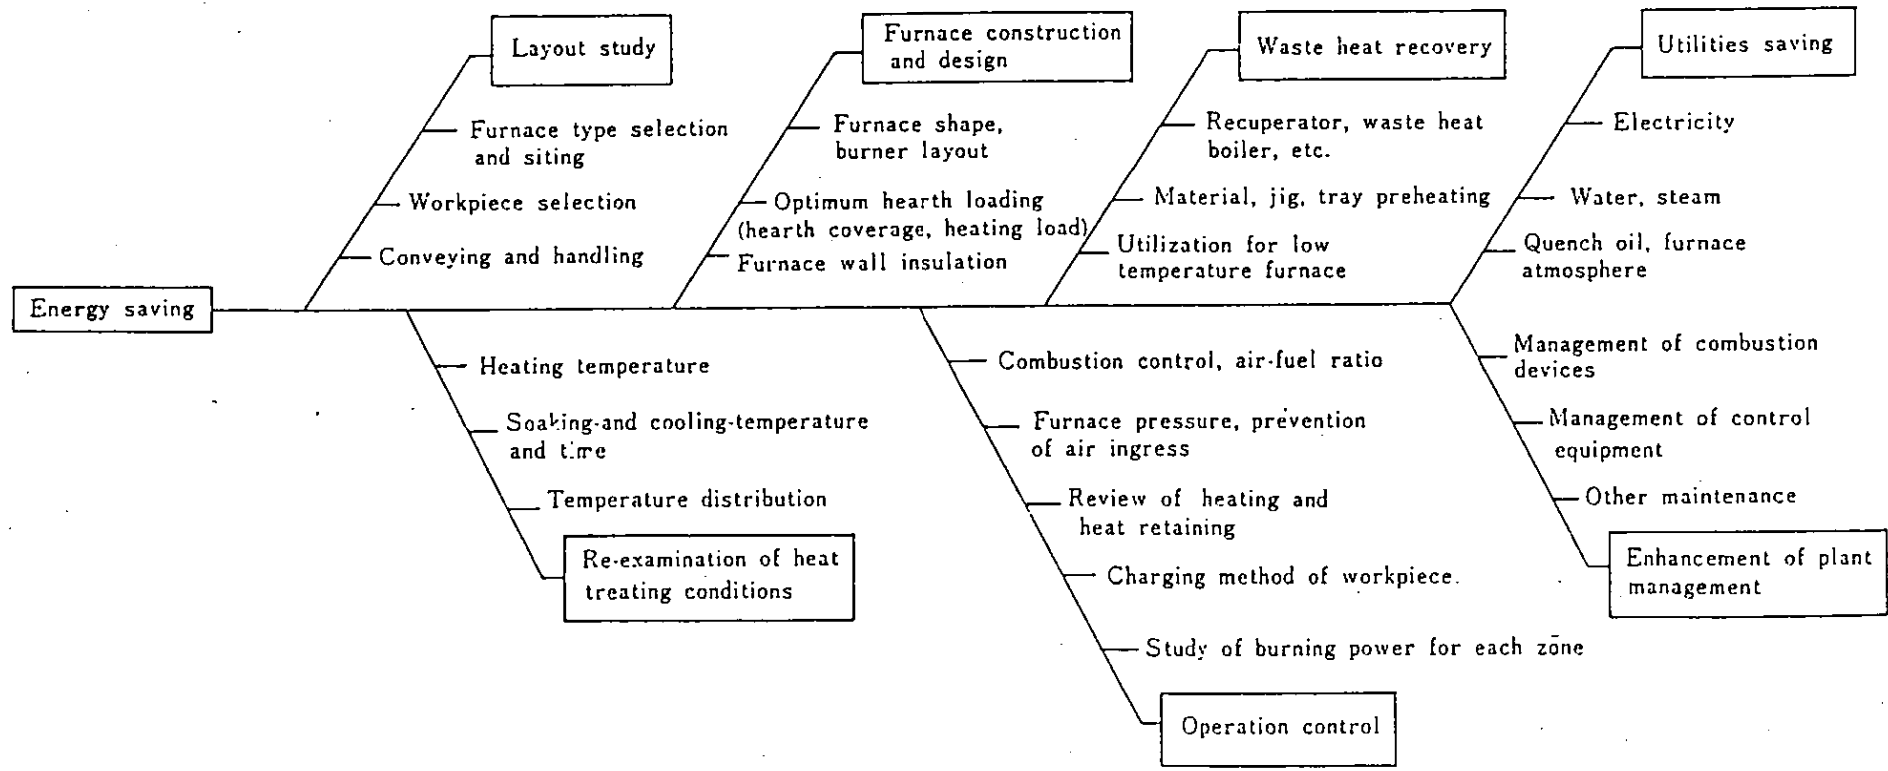 Layout study
Furnace type selection
and siting
Workpiece selection
Conveying and handling
Furnace construction
and design
Furnace shape,
burner layout
Optimum hearth loading
(hearth coverage, heating load)
Furnace wall insulation
Waste heat recovery
Recuperator, waste heat
boiler, etc.
Material, jig, tray preheating
Utilization for low
temperature furnace
Utilities saving
Electricity
Water, steam
Quench oil, furnace
atmosphere
Energy saving
Heating temperature
Soaking-and cooling-temperature
and time
Temperature distribution
Re-examination of heat
treating conditions
Combustion control, air-fuel ratio
Furnace pressure, prevention
of air ingress
Review of heating and
heat retaining
Charging method of workpiece.
Study of burning power for each zone
Operation control
Management of combustion
devices
Management of control
equipment
Other maintenance
Enhancement of plant
management